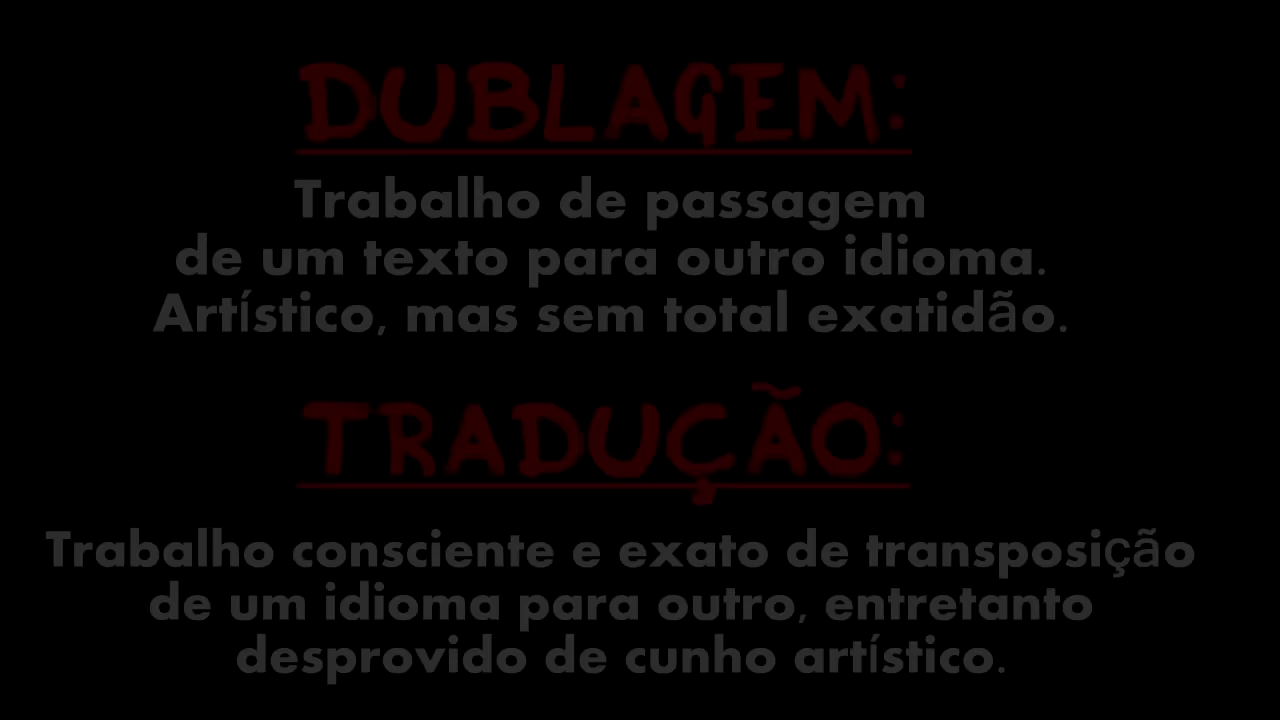 DUBLAGEM:
Trabalho de passagem
de um texto para outro idioma.
Artístico, mas sem total exatidão.
TRADUÇÃO:
Trabalho consciente e exato de transposição
de um idioma para outro, entretanto
desprovido de cunho artístico.